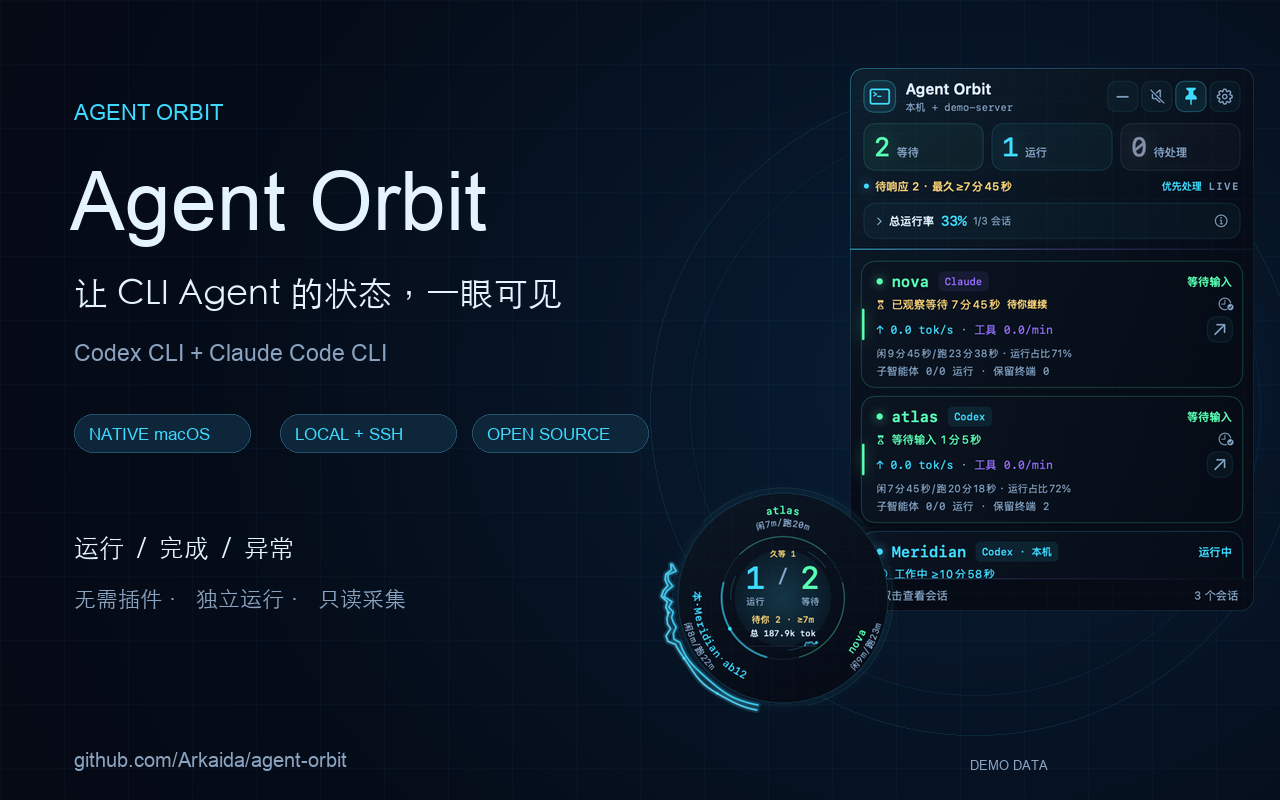 AGENT ORBIT
Agent Orbit
让 CLI Agent 的状态，一眼可见
Codex CLI + Claude Code CLI
NATIVE macOS
LOCAL + SSH
OPEN SOURCE
运行 / 完成 / 异常
无需插件 · 独立运行 · 只读采集
github.com/Arkaida/agent-orbit
Agent Orbit
本机 + demo-server
2 等待
1 运行
0 待处理
待响应 2 · 最久 ≥7分45秒
优先处理 LIVE
总运行率 33% 1/3 会话
nova Claude 等待输入
已观察等待 7分45秒 待你继续
↑ 0.0 tok/s · 工具 0.0/min
闲9分45秒/跑23分38秒 · 运行占比71%
子智能体 0/0 运行 · 保留终端 0
atlas Codex 等待输入
等待输入 1分5秒
↑ 0.0 tok/s · 工具 0.0/min
闲7分45秒/跑20分18秒 · 运行占比72%
子智能体 0/0 运行 · 保留终端 2
Meridian Codex · 本机 运行中
工作中 ≥10分58秒
击查看会话 3 个会话
atlas
闲7m/跑20m
久等 1
1 / 2
运行 等待
待你 2 · ≥7m
总 187.9k tok
本·Meridian·ab12
闲8m/跑22m
nova
闲9m/跑23m
DEMO DATA